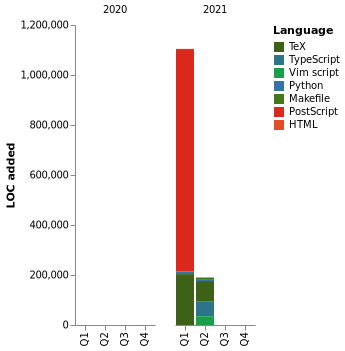 2020
2021
1,200,000
1,000,000
800,000
600,000
400,000
200,000
0
LOC added
Q1
Q2
Q3
Q4
Q1
Q2
Q3
Q4
Language
TeX
TypeScript
Vim script
Python
Makefile
PostScript
HTML